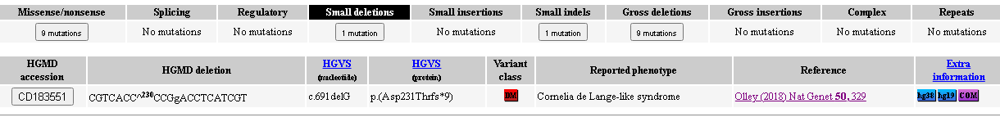 Missense/nonsense Splicing Regulatory Small deletions Small insertions Small indels Gross deletions Gross insertions Complex Repeats
9 mutations No mutations No mutations 1 mutation No mutations 1 mutation 9 mutations No mutations No mutations No mutations
HGMD accession HGMD deletion HGVS (nucleotide) HGVS (protein) Variant class Reported phenotype Reference Extra information
CD183551 CGTCACC^230CCGgACCTCATCGT c.691delG p.(Asp231Thrfs*9) DM Cornelia de Lange-like syndrome Olley (2018) Nat Genet 50, 329 hg38 hg19 COM